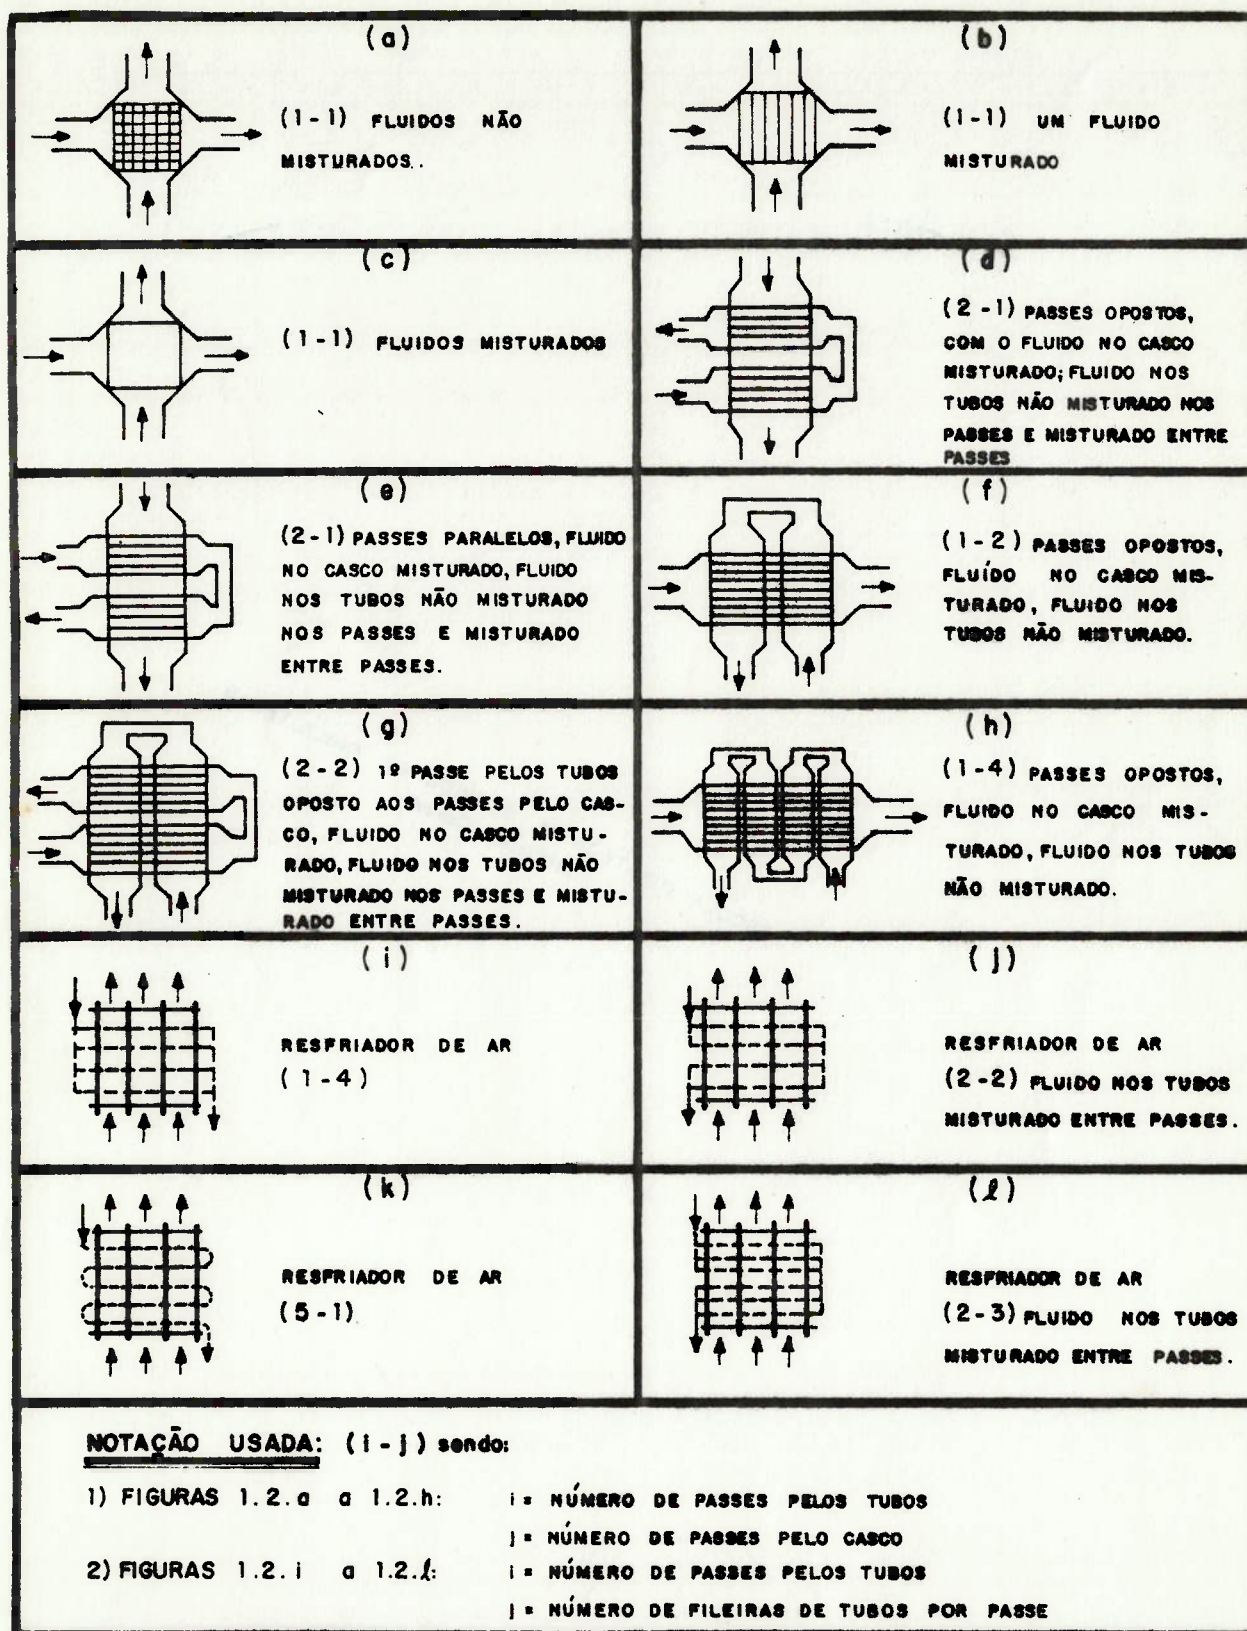 (a)
(1-1) FLUIDOS NÃO
MISTURADOS..
(b)
(1-1) UM FLUIDO
MISTURADO
(c)
(1-1) FLUIDOS MISTURADOS
(d)
(2-1) PASSES OPOSTOS,
COM O FLUIDO NO CASCO
MISTURADO; FLUIDO NOS
TUBOS NÃO MISTURADO NOS
PASSES E MISTURADO ENTRE
PASSES
(e)
(2-1) PASSES PARALELOS, FLUIDO
NO CASCO MISTURADO, FLUIDO
NOS TUBOS NÃO MISTURADO
NOS PASSES E MISTURADO
ENTRE PASSES.
(f)
(1-2) PASSES OPOSTOS,
FLUÍDO NO CASCO MIS-
TURADO, FLUIDO NOS
TUBOS NÃO MISTURADO.
(g)
(2-2) 1º PASSE PELOS TUBOS
OPOSTO AOS PASSES PELO CAS-
CO, FLUIDO NO CASCO MISTU-
RADO, FLUIDO NOS TUBOS NÃO
MISTURADO NOS PASSES E MISTU-
RADO ENTRE PASSES.
(h)
(1-4) PASSES OPOSTOS,
FLUIDO NO CASCO MIS-
TURADO, FLUIDO NOS TUBOS
NÃO MISTURADO.
(i)
RESFRIADOR DE AR
(1-4)
(j)
RESFRIADOR DE AR
(2-2) FLUIDO NOS TUBOS
MISTURADO ENTRE PASSES.
(k)
RESFRIADOR DE AR
(5-1)
(ℓ)
RESFRIADOR DE AR
(2-3) FLUIDO NOS TUBOS
MISTURADO ENTRE PASSES.
NOTAÇÃO USADA: (i-j) sendo:
1) FIGURAS 1.2.a a 1.2.h: i = NÚMERO DE PASSES PELOS TUBOS
j = NÚMERO DE PASSES PELO CASCO
2) FIGURAS 1.2.i a 1.2.ℓ: i = NÚMERO DE PASSES PELOS TUBOS
j = NÚMERO DE FILEIRAS DE TUBOS POR PASSE